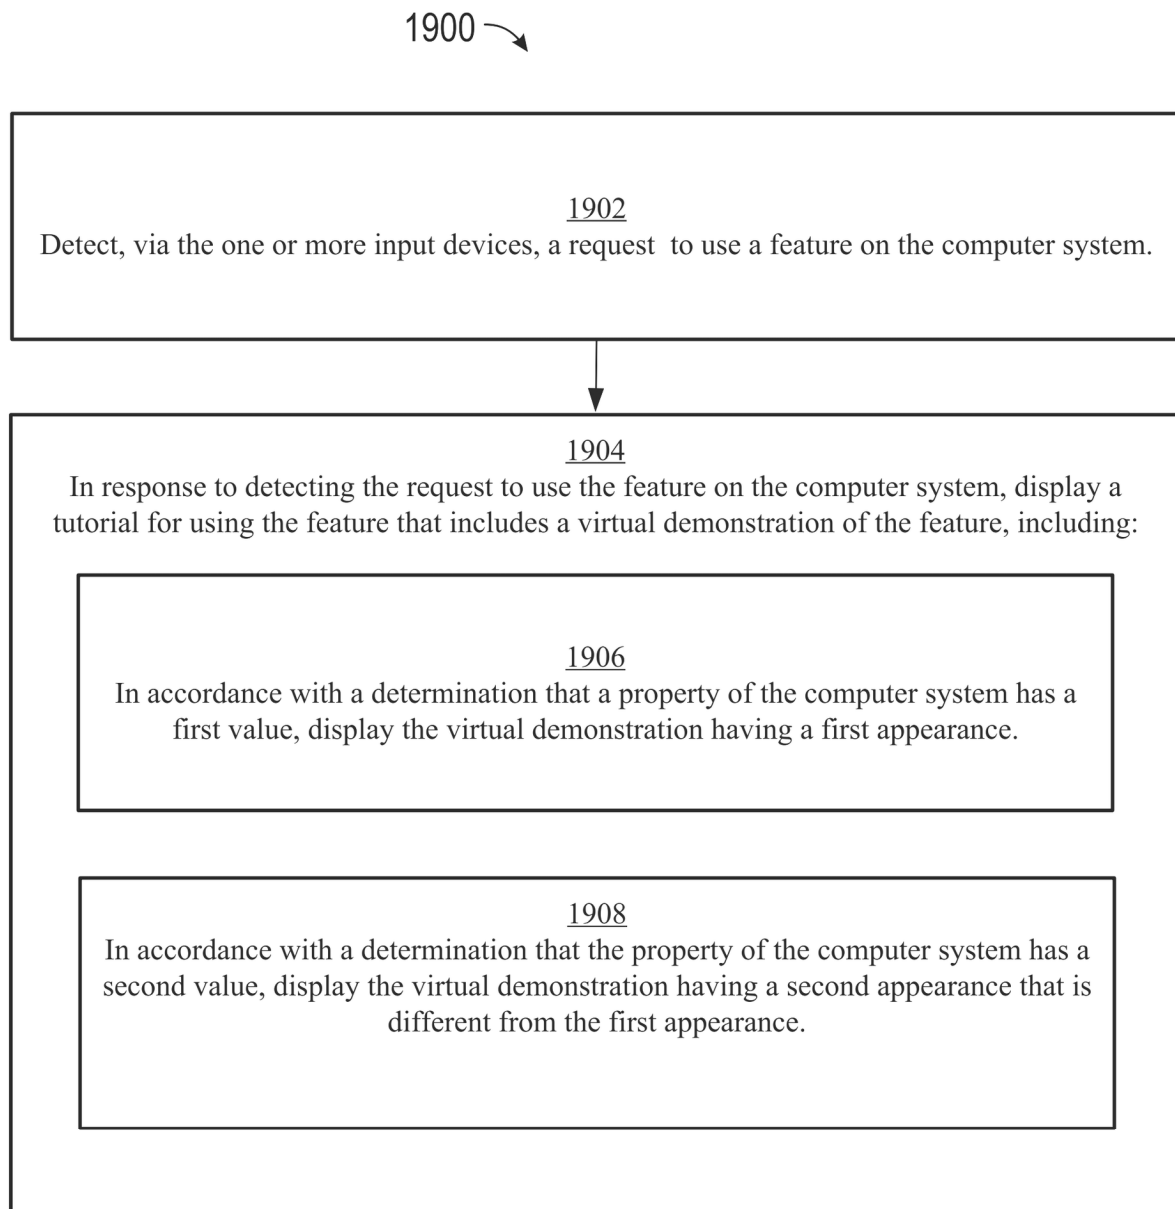 1900
1902
Detect, via the one or more input devices, a request to use a feature on the computer system.
1904
In response to detecting the request to use the feature on the computer system, display a
tutorial for using the feature that includes a virtual demonstration of the feature, including:
1906
In accordance with a determination that a property of the computer system has a
first value, display the virtual demonstration having a first appearance.
1908
In accordance with a determination that the property of the computer system has a
second value, display the virtual demonstration having a second appearance that is
different from the first appearance.